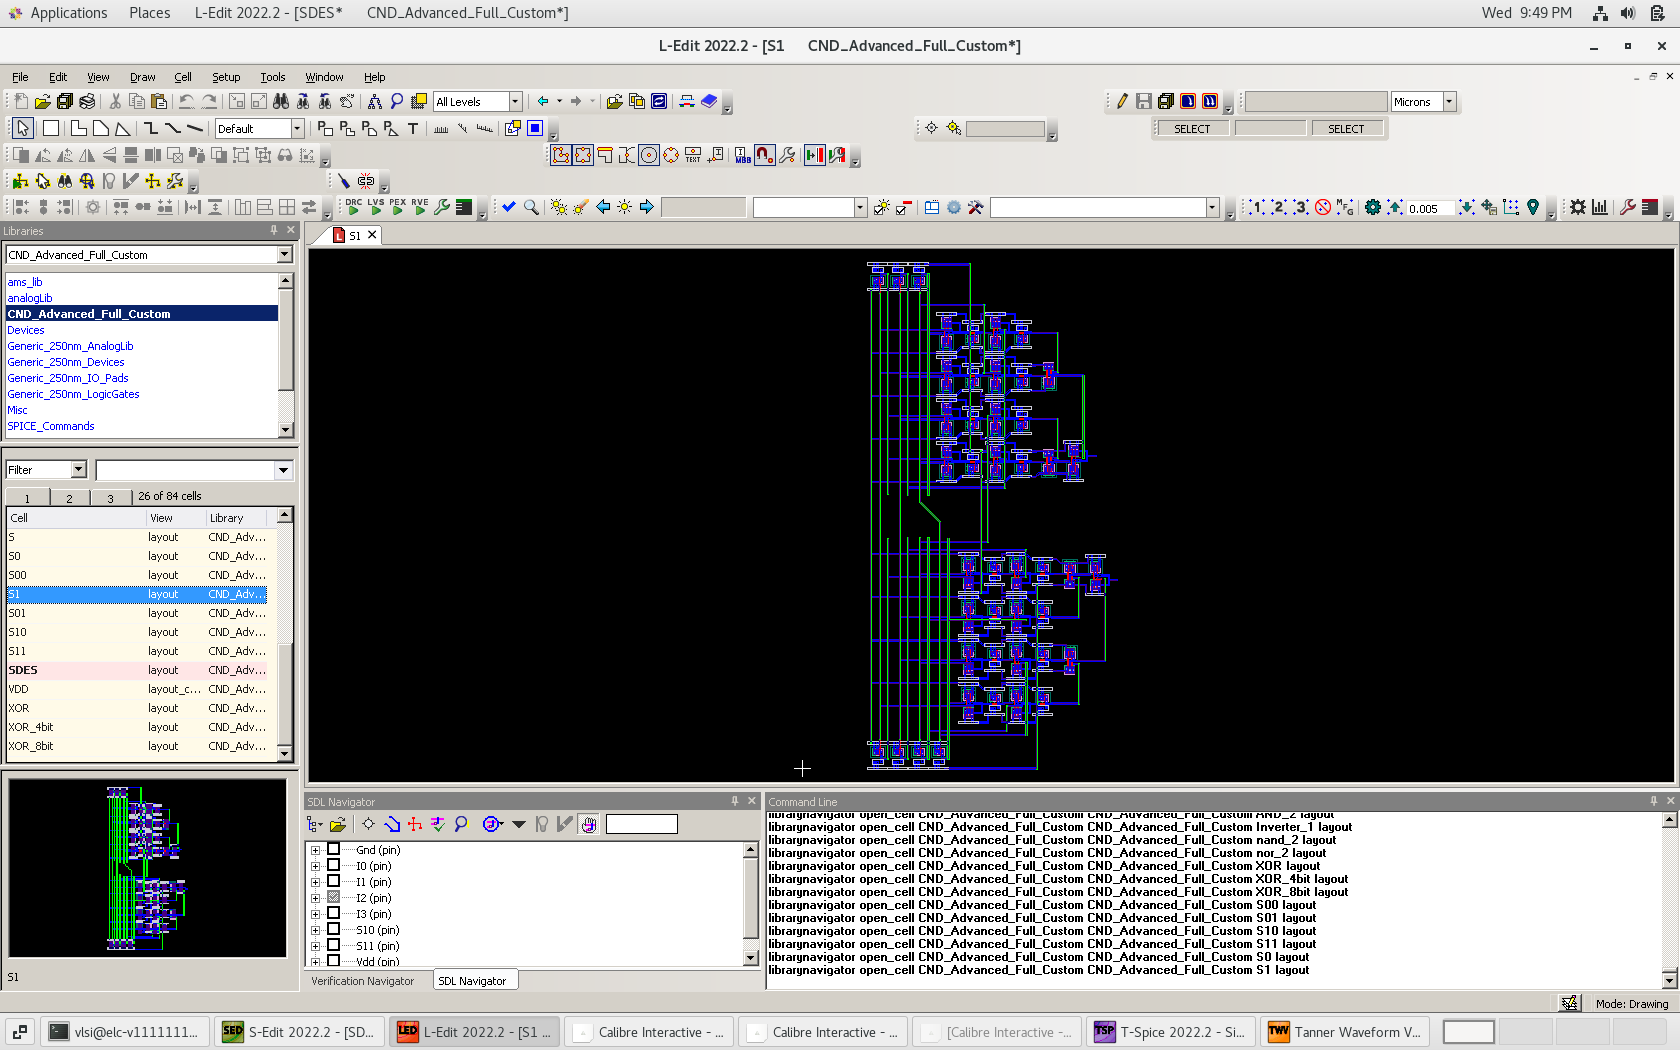 Applications Places L-Edit 2022.2 - [SDES* CND_Advanced_Full_Custom*] Wed 9:49 PM
L-Edit 2022.2 - [S1 CND_Advanced_Full_Custom*]
File Edit View Draw Cell Setup Tools Window Help
All Levels Microns
Default T SELECT SELECT
TEXT MBB
DRC LVS PEX RVE 0.005
Libraries
S1
CND_Advanced_Full_Custom
ams_lib
analogLib
CND_Advanced_Full_Custom
Devices
Generic_250nm_AnalogLib
Generic_250nm_Devices
Generic_250nm_IO_Pads
Generic_250nm_LogicGates
Misc
SPICE_Commands
Filter
1 2 3 26 of 84 cells
Cell View Library
S layout CND_Adv...
S0 layout CND_Adv...
S00 layout CND_Adv...
S1 layout CND_Adv...
S01 layout CND_Adv...
S10 layout CND_Adv...
S11 layout CND_Adv...
SDES layout CND_Adv...
VDD layout_c... CND_Adv...
XOR layout CND_Adv...
XOR_4bit layout CND_Adv...
XOR_8bit layout CND_Adv...
S1
SDL Navigator
Gnd (pin)
I0 (pin)
I1 (pin)
I2 (pin)
I3 (pin)
S10 (pin)
S11 (pin)
Vdd (pin)
Verification Navigator SDL Navigator
Command Line
librarynavigator open_cell CND_Advanced_Full_Custom CND_Advanced_Full_Custom AND_2 layout
librarynavigator open_cell CND_Advanced_Full_Custom CND_Advanced_Full_Custom Inverter_1 layout
librarynavigator open_cell CND_Advanced_Full_Custom CND_Advanced_Full_Custom nand_2 layout
librarynavigator open_cell CND_Advanced_Full_Custom CND_Advanced_Full_Custom nor_2 layout
librarynavigator open_cell CND_Advanced_Full_Custom CND_Advanced_Full_Custom XOR layout
librarynavigator open_cell CND_Advanced_Full_Custom CND_Advanced_Full_Custom XOR_4bit layout
librarynavigator open_cell CND_Advanced_Full_Custom CND_Advanced_Full_Custom XOR_8bit layout
librarynavigator open_cell CND_Advanced_Full_Custom CND_Advanced_Full_Custom S00 layout
librarynavigator open_cell CND_Advanced_Full_Custom CND_Advanced_Full_Custom S01 layout
librarynavigator open_cell CND_Advanced_Full_Custom CND_Advanced_Full_Custom S10 layout
librarynavigator open_cell CND_Advanced_Full_Custom CND_Advanced_Full_Custom S11 layout
librarynavigator open_cell CND_Advanced_Full_Custom CND_Advanced_Full_Custom S0 layout
librarynavigator open_cell CND_Advanced_Full_Custom CND_Advanced_Full_Custom S1 layout
Mode: Drawing
vlsi@elc-v1111111... SED S-Edit 2022.2 - [SD... LED L-Edit 2022.2 - [S1 ... Calibre Interactive - ... Calibre Interactive - ... [Calibre Interactive - ... TSP T-Spice 2022.2 - Si... TWV Tanner Waveform V...